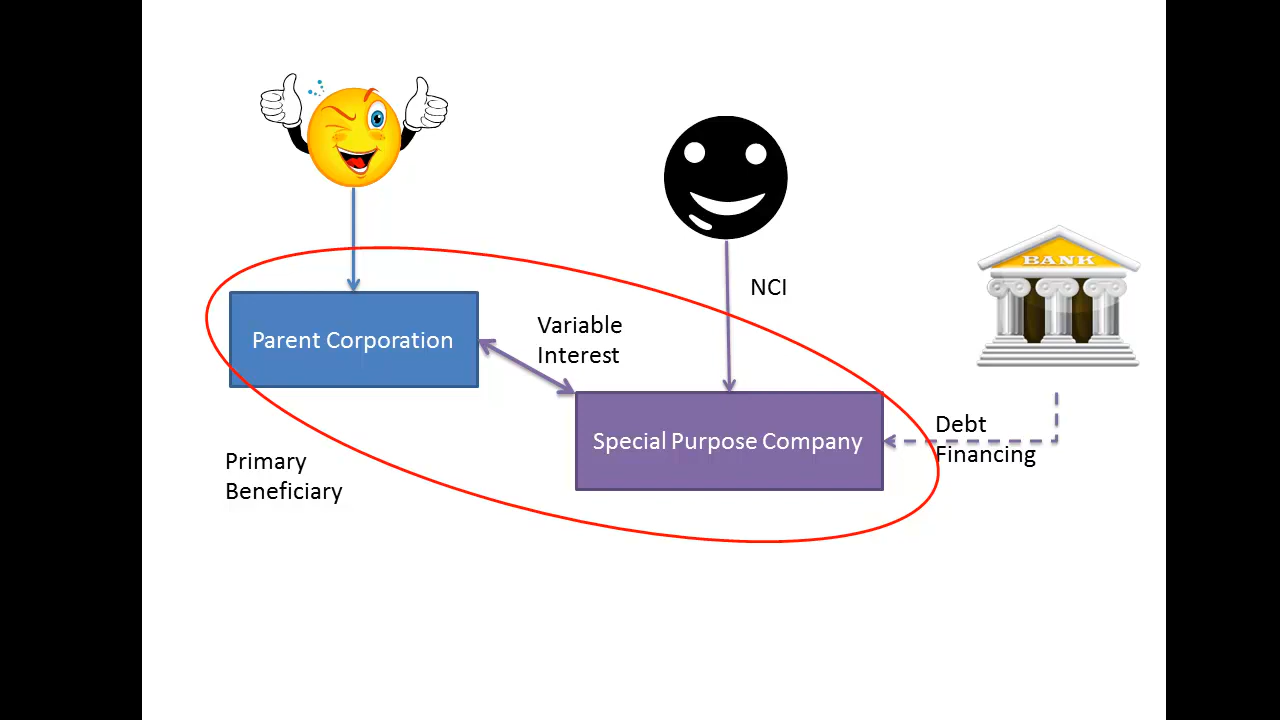 BANK
NCI
Variable
Interest
Parent Corporation
Special Purpose Company
Debt
Financing
Primary
Beneficiary